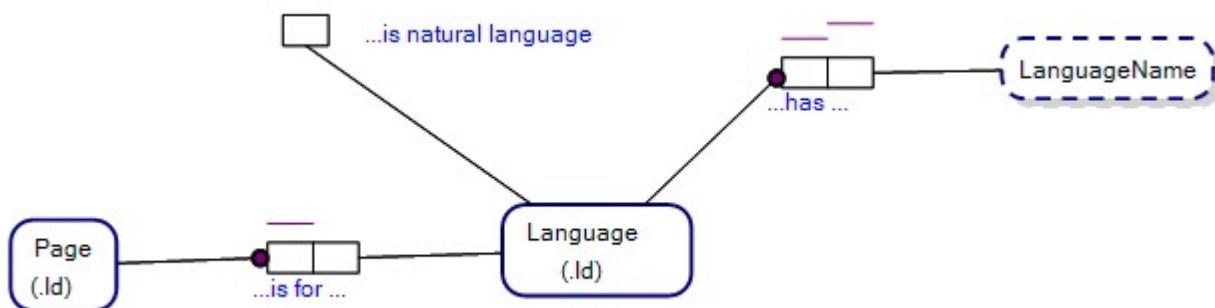 ...is natural language
LanguageName
...has ...
Page
(.Id)
Language
(.Id)
...is for ...